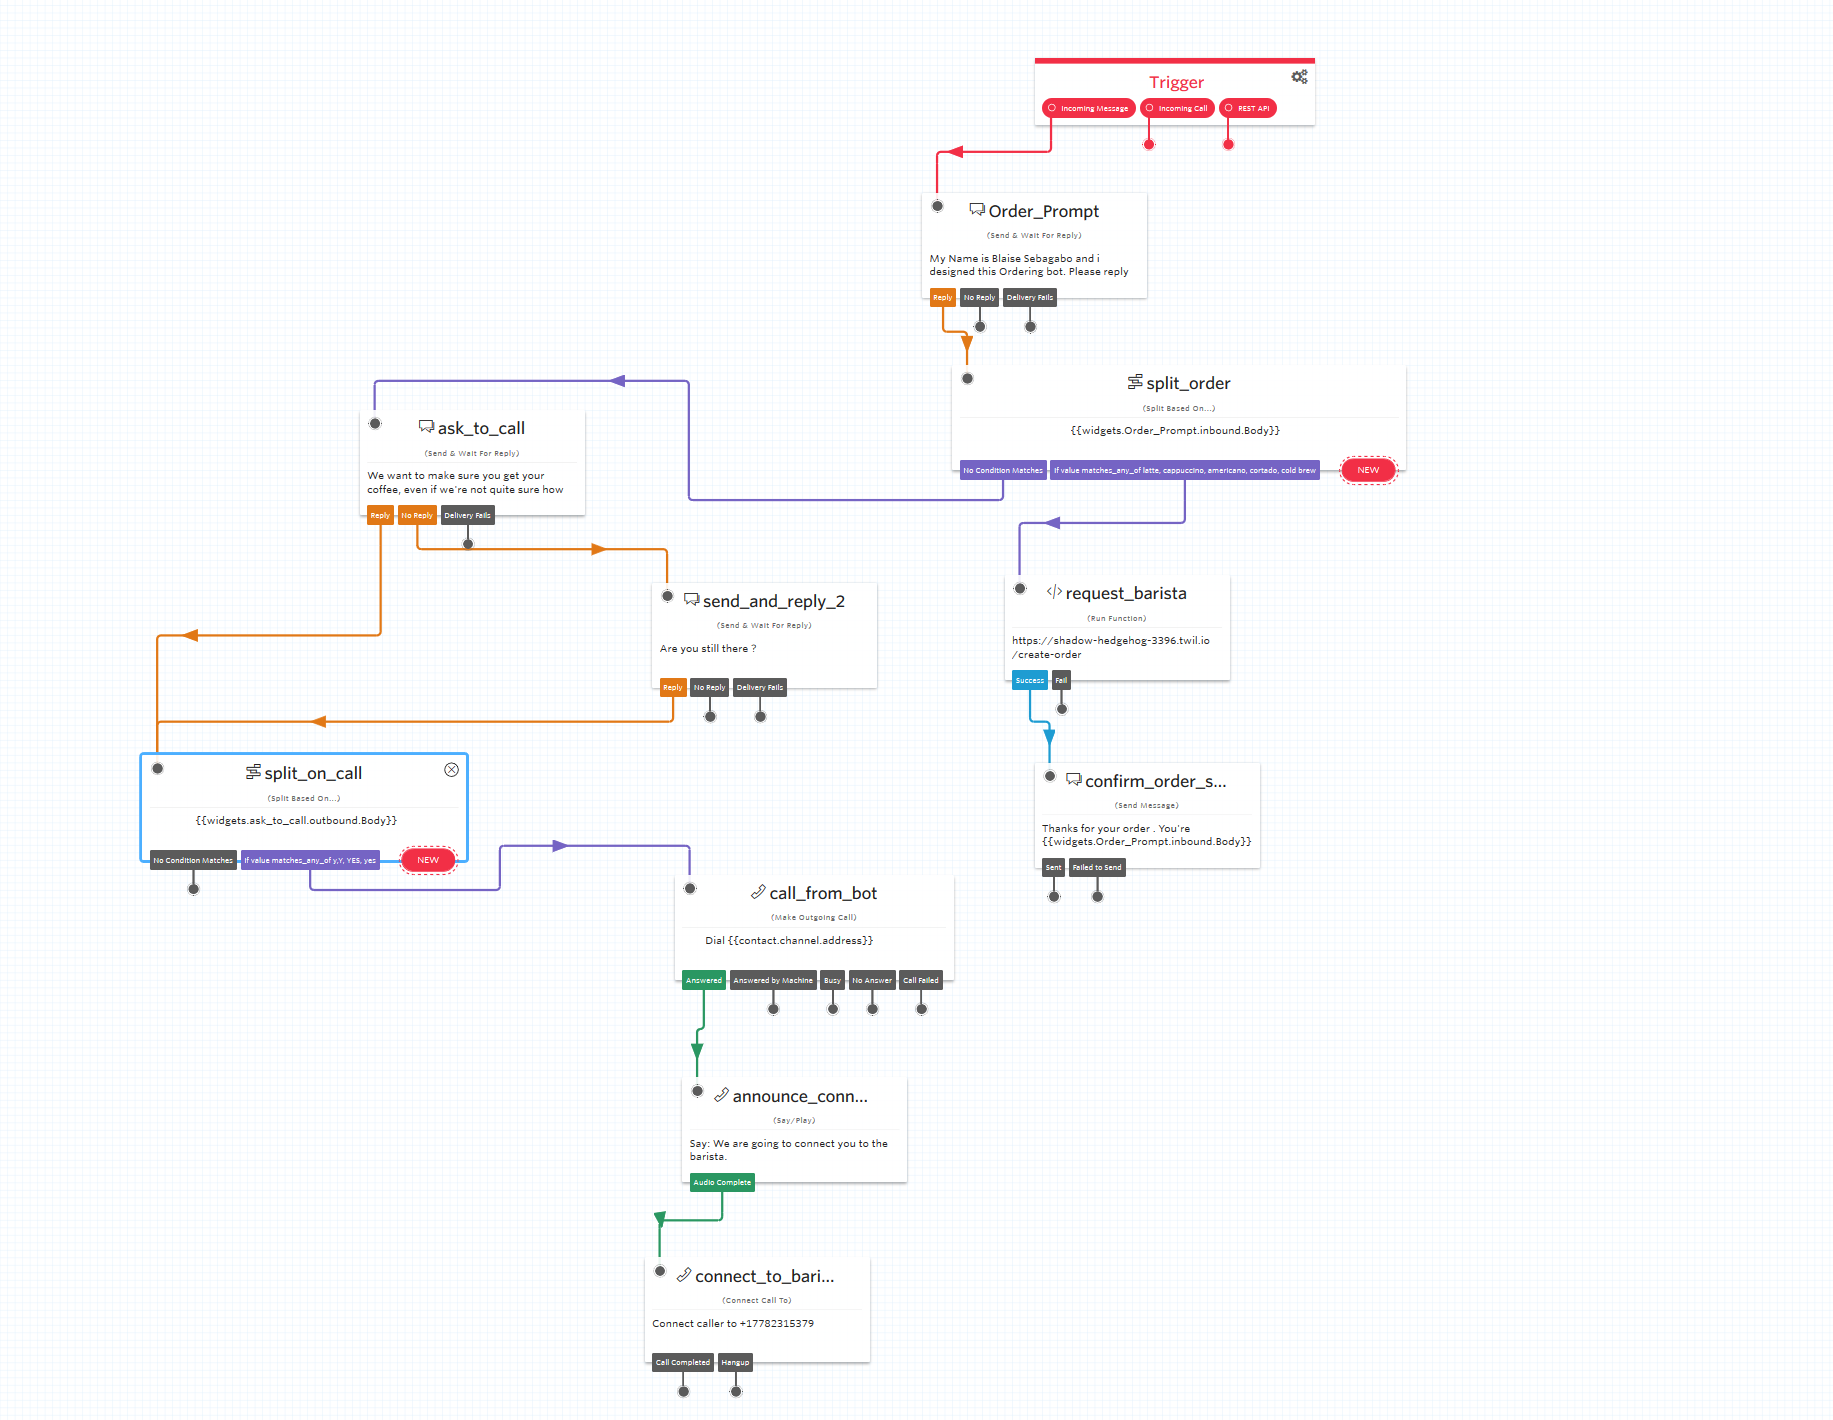 Trigger
Incoming Message
Incoming Call
REST API
Order_Prompt
(Send & Wait For Reply)
My Name is Blaise Sebagabo and i
designed this Ordering bot. Please reply
Reply
No Reply
Delivery Fails
split_order
(Split Based On...)
{{widgets.Order_Prompt.inbound.Body}}
No Condition Matches
If value matches_any_of latte, cappuccino, americano, cortado, cold brew
NEW
ask_to_call
(Send & Wait For Reply)
We want to make sure you get your
coffee, even if we're not quite sure how
Reply
No Reply
Delivery Fails
send_and_reply_2
(Send & Wait For Reply)
Are you still there ?
Reply
No Reply
Delivery Fails
request_barista
(Run Function)
https://shadow-hedgehog-3396.twil.io
/create-order
Success
Fail
confirm_order_s...
(Send Message)
Thanks for your order . You're
{{widgets.Order_Prompt.inbound.Body}}
Sent
Failed to Send
split_on_call
(Split Based On...)
{{widgets.ask_to_call.outbound.Body}}
No Condition Matches
If value matches_any_of y,Y, YES, yes
NEW
call_from_bot
(Make Outgoing Call)
Dial {{contact.channel.address}}
Answered
Answered by Machine
Busy
No Answer
Call Failed
announce_conn...
(Say/Play)
Say: We are going to connect you to the
barista.
Audio Complete
connect_to_bari...
(Connect Call To)
Connect caller to +17782315379
Call Completed
Hangup